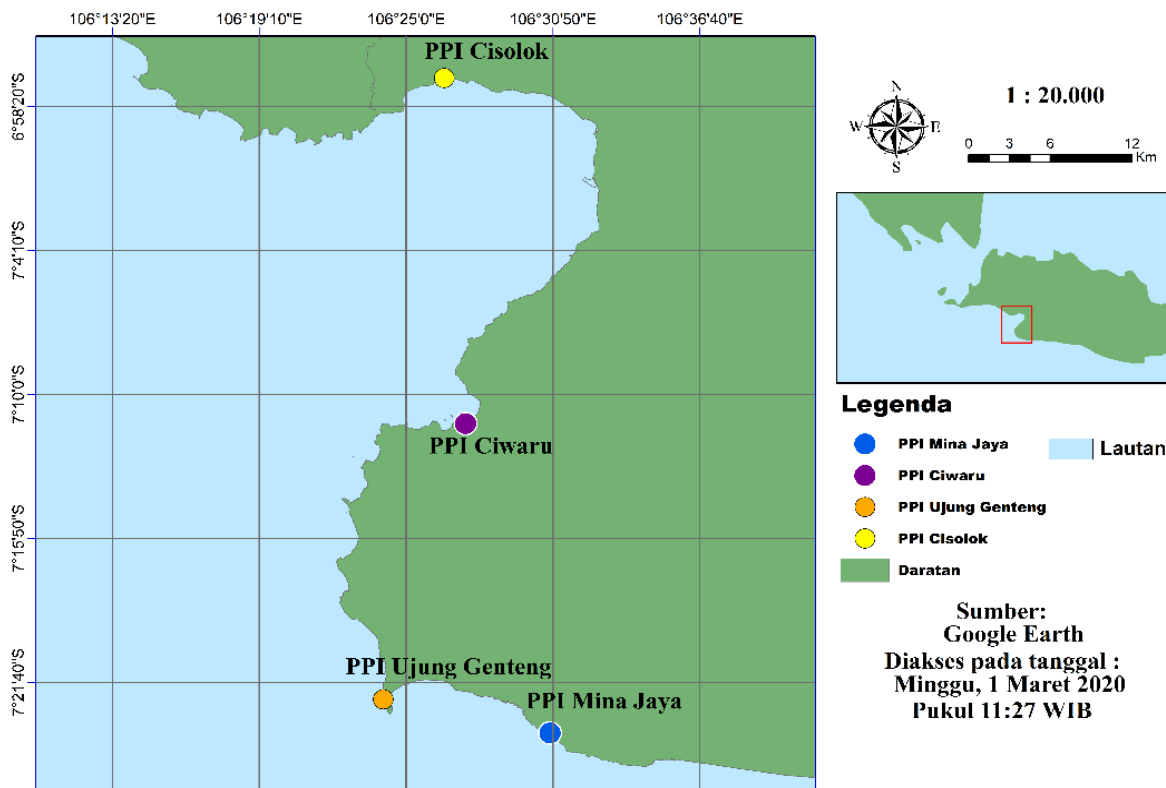 106°13'20"E
106°19'10"E
106°25'0"E
106°30'50"E
106°36'40"E
6°58'20"S
7°4'10"S
7°10'0"S
7°15'50"S
7°21'40"S
PPI Cisolok
PPI Ciwaru
PPI Ujung Genteng
PPI Mina Jaya
N
W E
S
1 : 20.000
0 3 6 12
Km
Legenda
PPI Mina Jaya
PPI Ciwaru
PPI Ujung Genteng
PPI Cisolok
Daratan
Lautan
Sumber:
Google Earth
Diakses pada tanggal :
Minggu, 1 Maret 2020
Pukul 11:27 WIB